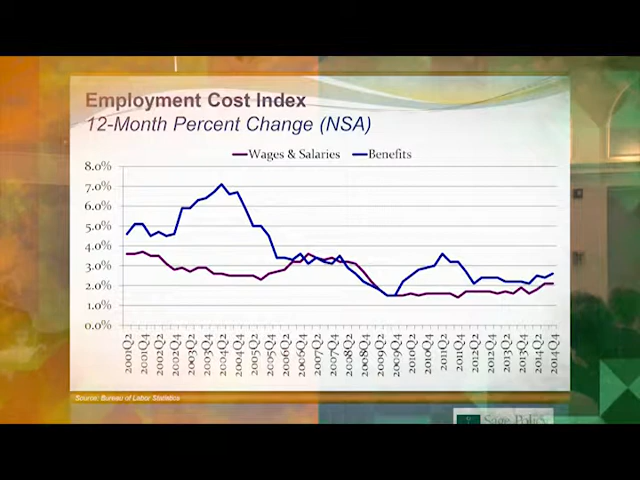 Employment Cost Index
12-Month Percent Change (NSA)
Wages & Salaries Benefits
8.0%
7.0%
6.0%
5.0%
4.0%
3.0%
2.0%
1.0%
0.0%
2001Q2 2001Q4 2002Q2 2002Q4 2003Q2 2003Q4 2004Q2 2004Q4 2005Q2 2005Q4 2006Q2 2006Q4 2007Q2 2007Q4 2008Q2 2008Q4 2009Q2 2009Q4 2010Q2 2010Q4 2011Q2 2011Q4 2012Q2 2012Q4 2013Q2 2013Q4 2014Q2 2014Q4
Source: Bureau of Labor Statistics
Sage Policy